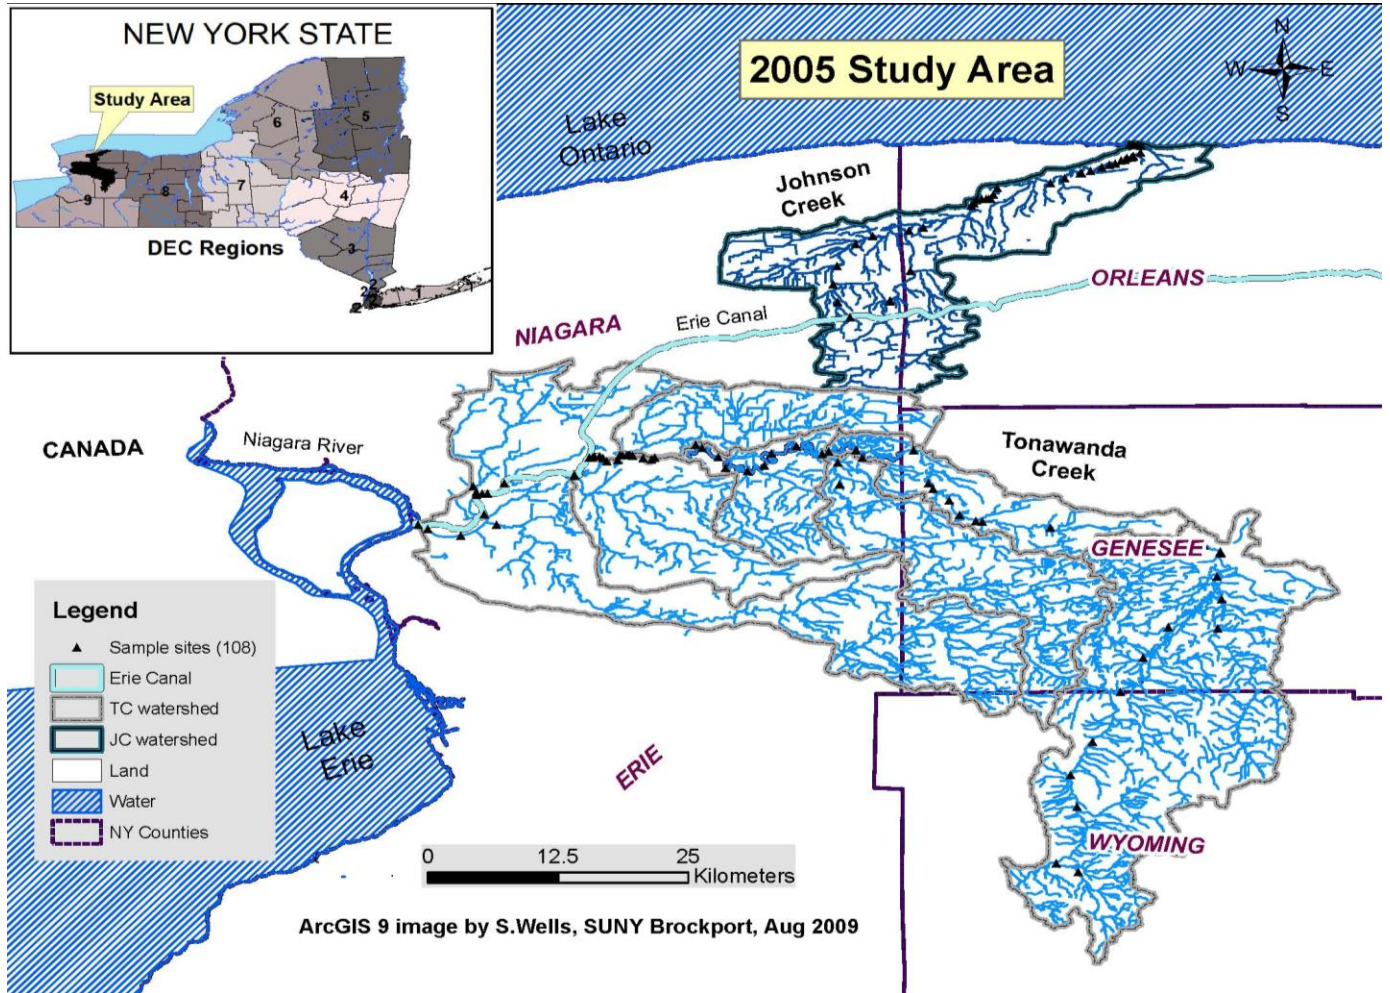 NEW YORK STATE
Study Area
6
5
8
7
4
9
3
2
2
DEC Regions
2005 Study Area
N
W
E
S
Lake
Ontario
Johnson
Creek
ORLEANS
NIAGARA
Erie Canal
CANADA
Niagara River
Tonawanda
Creek
GENESEE
Legend
Sample sites (108)
Erie Canal
TC watershed
JC watershed
Land
Water
NY Counties
Lake
Erie
ERIE
WYOMING
0 12.5 25
Kilometers
ArcGIS 9 image by S.Wells, SUNY Brockport, Aug 2009